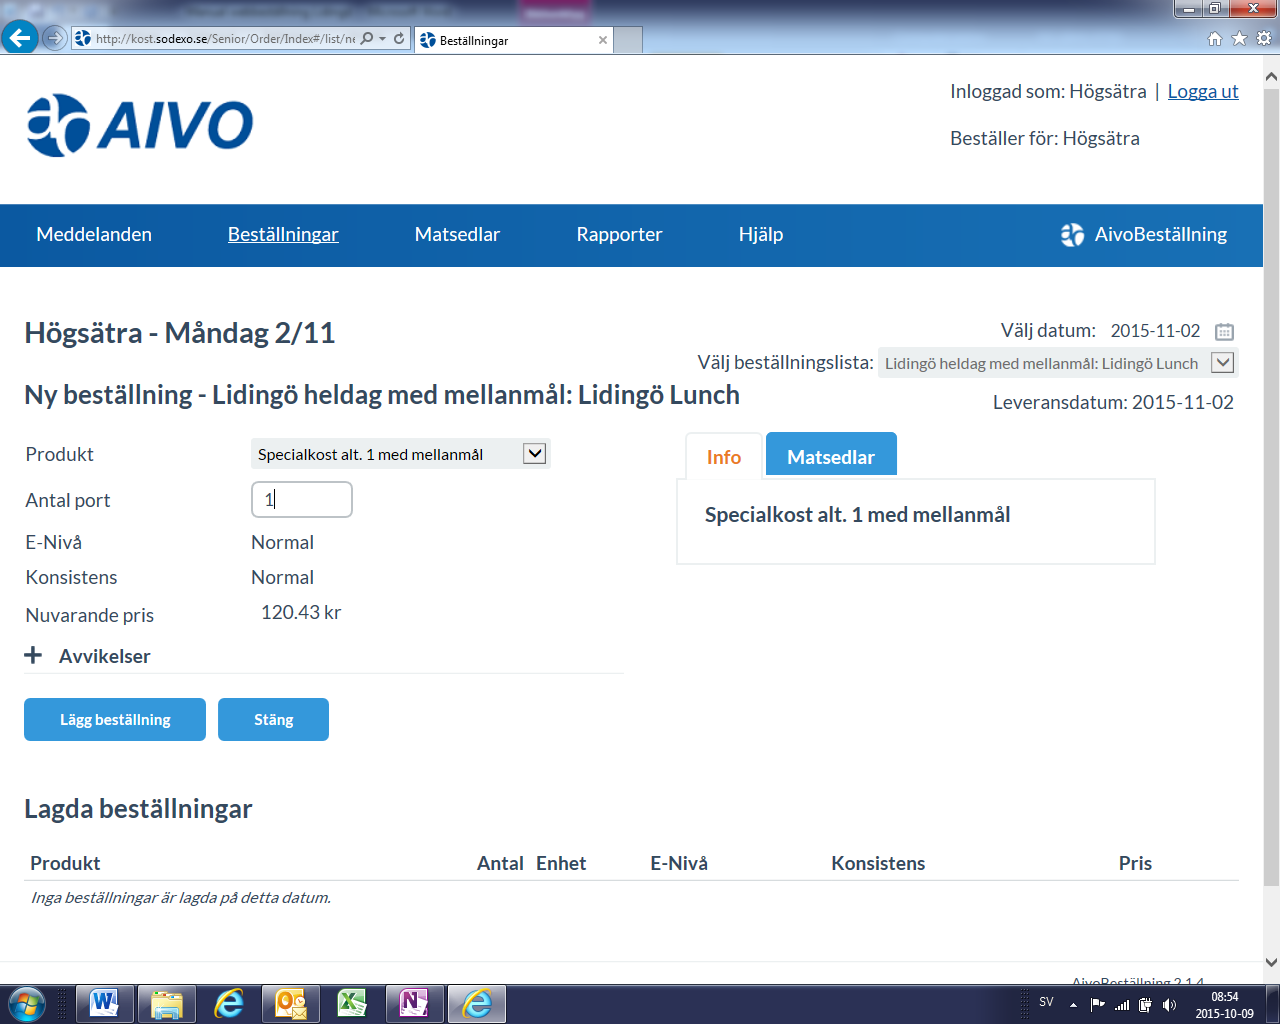 http://kost.sodexo.se/Senior/Order/Index#/list/ne
Beställningar
AIVO
Inloggad som: Högsätra | Logga ut
Beställer för: Högsätra
Meddelanden Beställningar Matsedlar Rapporter Hjälp AivoBeställning
Högsätra - Måndag 2/11
Välj datum: 2015-11-02
Välj beställningslista: Lidingö heldag med mellanmål: Lidingö Lunch
Ny beställning - Lidingö heldag med mellanmål: Lidingö Lunch
Leveransdatum: 2015-11-02
Produkt Specialkost alt. 1 med mellanmål
Info Matsedlar
Antal port 1
Specialkost alt. 1 med mellanmål
E-Nivå Normal
Konsistens Normal
Nuvarande pris 120.43 kr
+ Avvikelser
Lägg beställning Stäng
Lagda beställningar
Produkt Antal Enhet E-Nivå Konsistens Pris
Inga beställningar är lagda på detta datum.
AivoBeställning 2.1.4
SV 08:54
2015-10-09